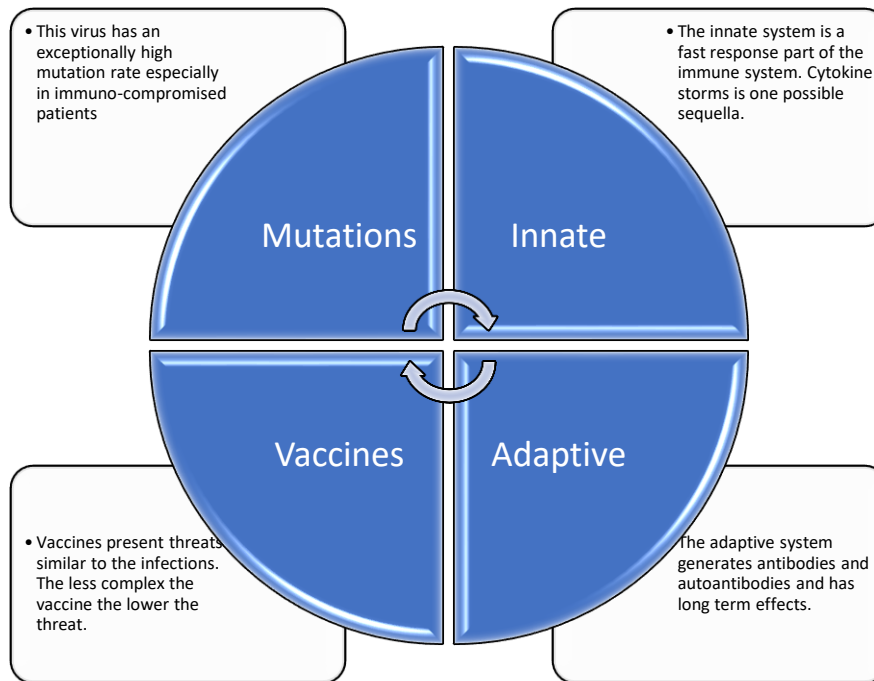 • This virus has an
exceptionally high
mutation rate especially
in immuno-compromised
patients
• The innate system is a
fast response part of the
immune system. Cytokine
storms is one possible
sequella.
Mutations
Innate
Vaccines
Adaptive
• Vaccines present threats
similar to the infections.
The less complex the
vaccine the lower the
threat.
The adaptive system
generates antibodies and
autoantibodies and has
long term effects.